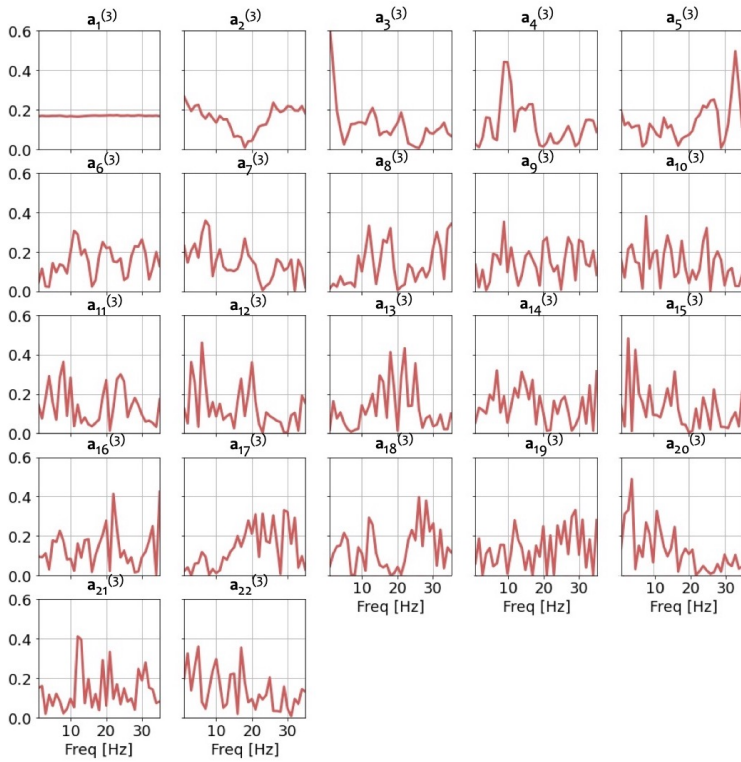 a₁⁽³⁾ a₂⁽³⁾ a₃⁽³⁾ a₄⁽³⁾ a₅⁽³⁾
0.6
0.4
0.2
0.0
a₆⁽³⁾ a₇⁽³⁾ a₈⁽³⁾ a₉⁽³⁾ a₁₀⁽³⁾
0.6
0.4
0.2
0.0
a₁₁⁽³⁾ a₁₂⁽³⁾ a₁₃⁽³⁾ a₁₄⁽³⁾ a₁₅⁽³⁾
0.6
0.4
0.2
0.0
a₁₆⁽³⁾ a₁₇⁽³⁾ a₁₈⁽³⁾ a₁₉⁽³⁾ a₂₀⁽³⁾
0.6
0.4
0.2
0.0
10 20 30 10 20 30 10 20 30
Freq [Hz] Freq [Hz] Freq [Hz]
a₂₁⁽³⁾ a₂₂⁽³⁾
0.6
0.4
0.2
0.0
10 20 30 10 20 30
Freq [Hz] Freq [Hz]